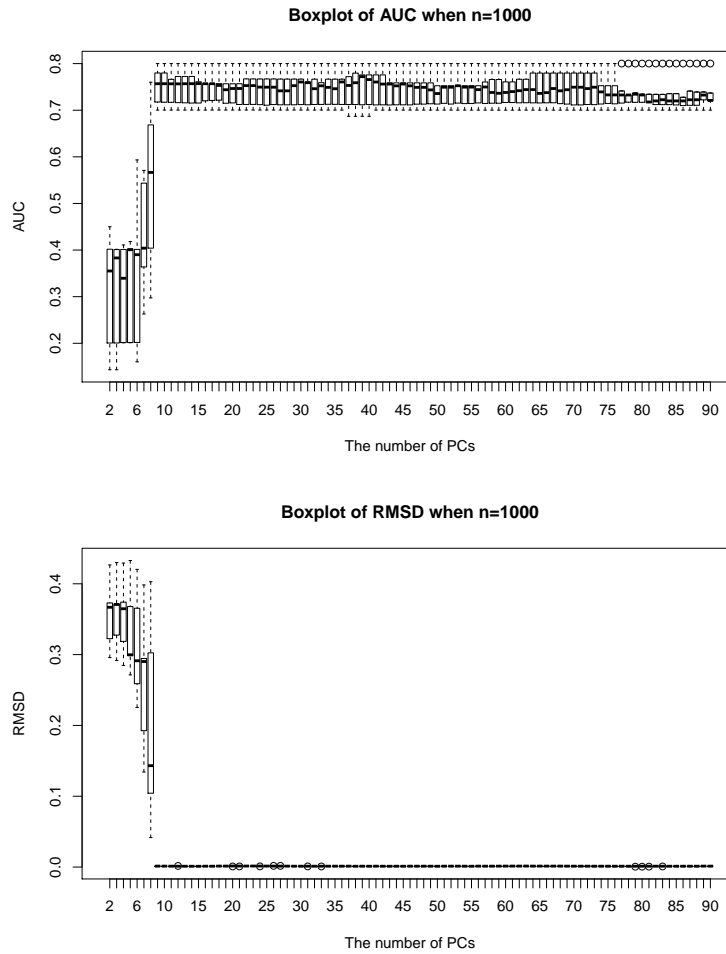 Boxplot of AUC when n=1000
AUC
0.8
0.7
0.6
0.5
0.4
0.3
0.2
2 6 10 15 20 25 30 35 40 45 50 55 60 65 70 75 80 85 90
The number of PCs
Boxplot of RMSD when n=1000
RMSD
0.4
0.3
0.2
0.1
0.0
2 6 10 15 20 25 30 35 40 45 50 55 60 65 70 75 80 85 90
The number of PCs